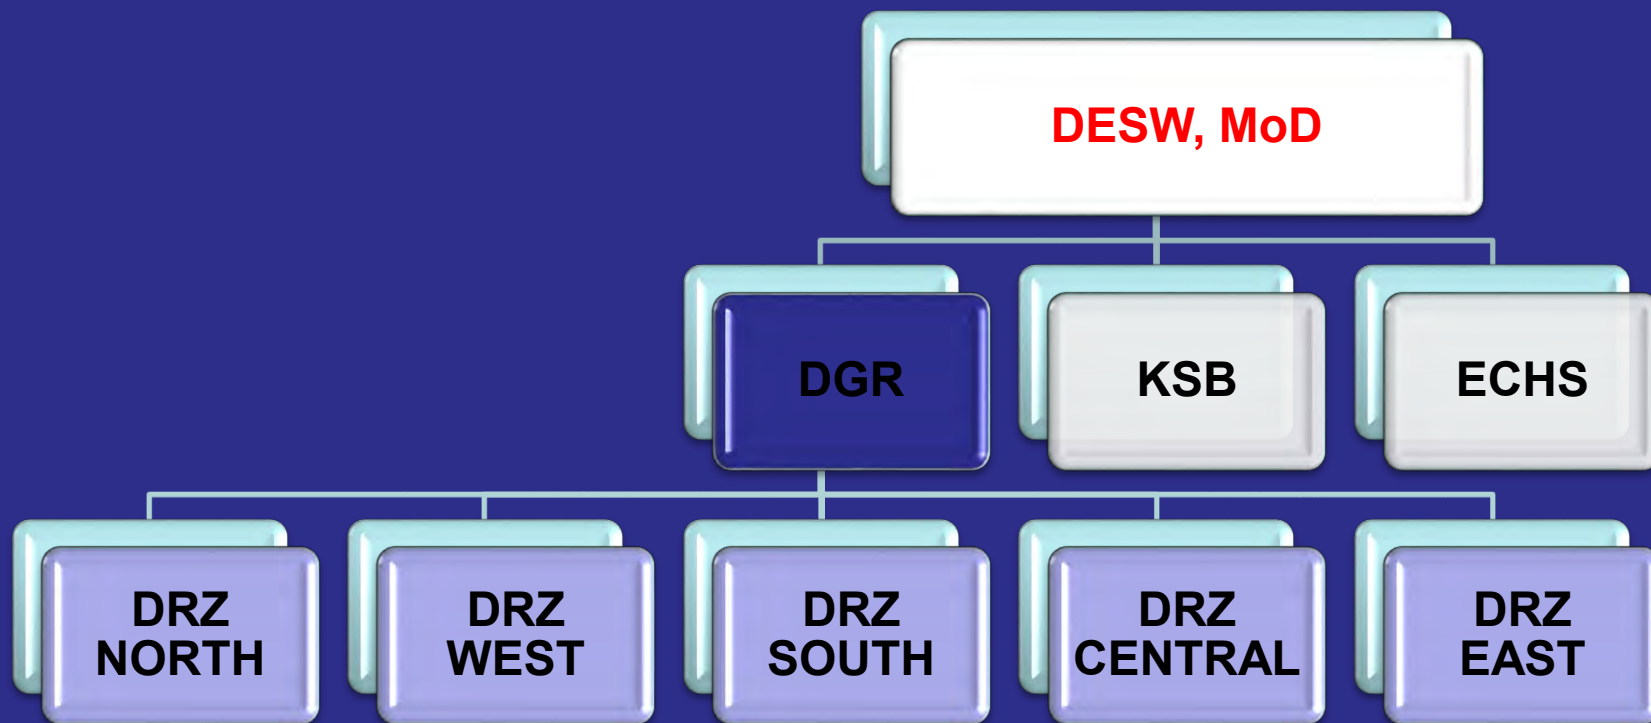 DESW, MoD
DGR
KSB
ECHS
DRZ
NORTH
DRZ
WEST
DRZ
SOUTH
DRZ
CENTRAL
DRZ
EAST